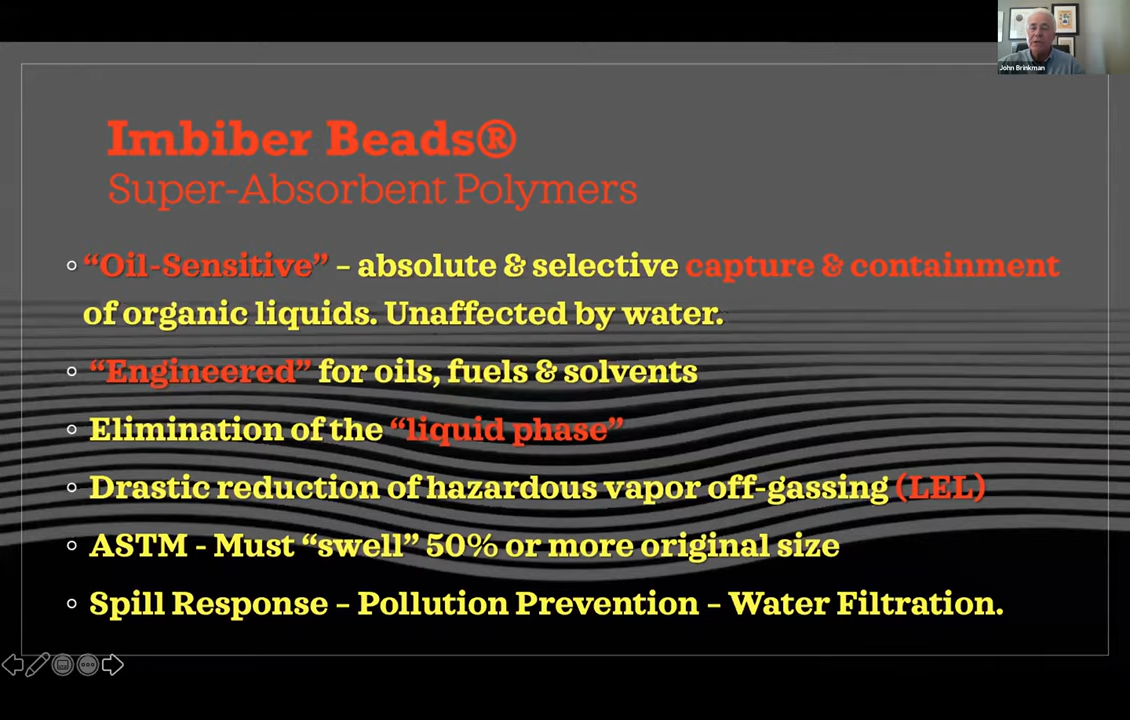 John Brinkman
Imbiber Beads®
Super-Absorbent Polymers
“Oil-Sensitive” – absolute & selective capture & containment
of organic liquids. Unaffected by water.
“Engineered” for oils, fuels & solvents
Elimination of the “liquid phase”
Drastic reduction of hazardous vapor off-gassing (LEL)
ASTM - Must “swell” 50% or more original size
Spill Response – Pollution Prevention – Water Filtration.